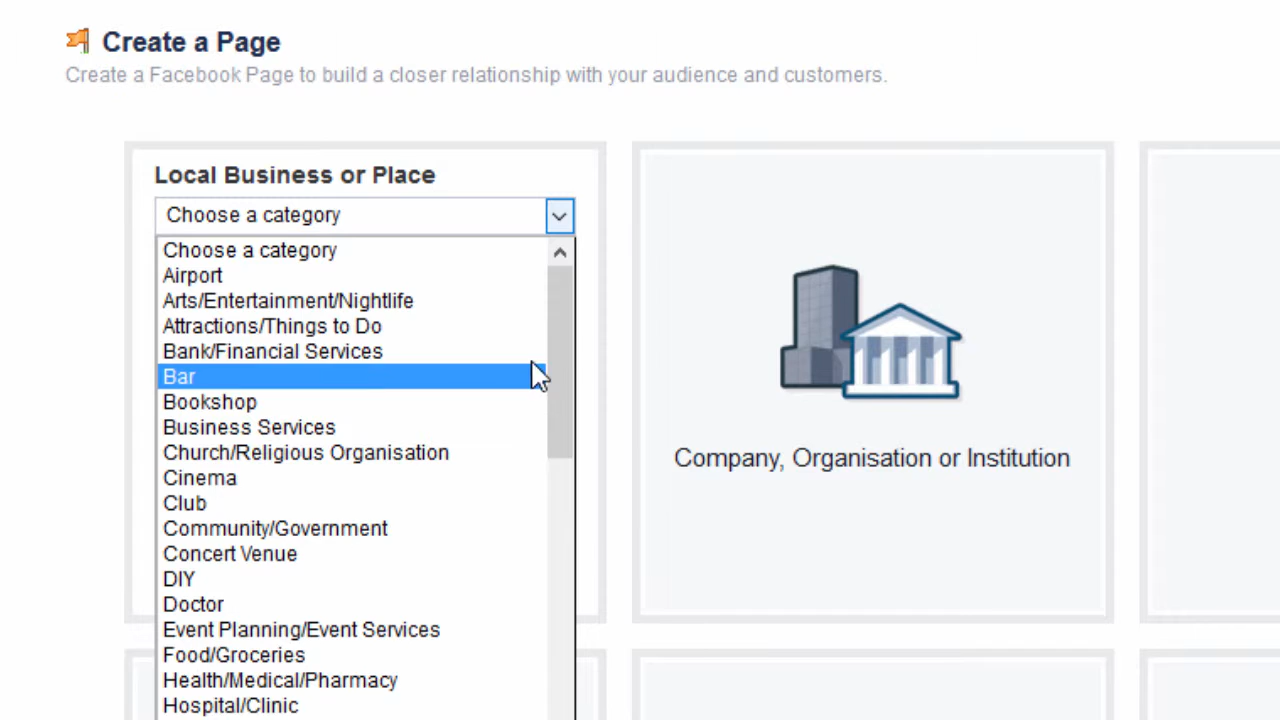 Create a Page
Create a Facebook Page to build a closer relationship with your audience and customers.
Local Business or Place
Choose a category
Choose a category
Airport
Arts/Entertainment/Nightlife
Attractions/Things to Do
Bank/Financial Services
Bar
Bookshop
Business Services
Church/Religious Organisation
Cinema
Club
Community/Government
Concert Venue
DIY
Doctor
Event Planning/Event Services
Food/Groceries
Health/Medical/Pharmacy
Hospital/Clinic
Company, Organisation or Institution